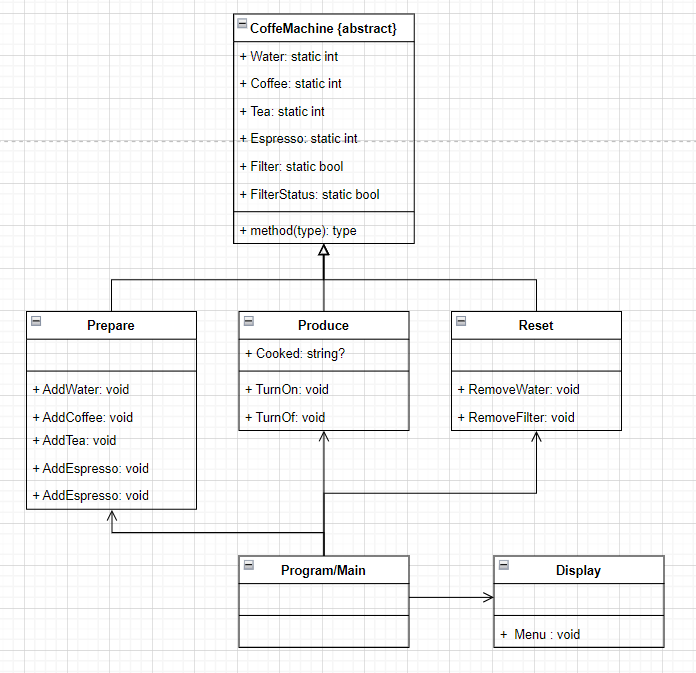 CoffeMachine {abstract}
+ Water: static int
+ Coffee: static int
+ Tea: static int
+ Espresso: static int
+ Filter: static bool
+ FilterStatus: static bool
+ method(type): type
Prepare
+ AddWater: void
+ AddCoffee: void
+ AddTea: void
+ AddEspresso: void
+ AddEspresso: void
Produce
+ Cooked: string?
+ TurnOn: void
+ TurnOf: void
Reset
+ RemoveWater: void
+ RemoveFilter: void
Program/Main
Display
+ Menu : void